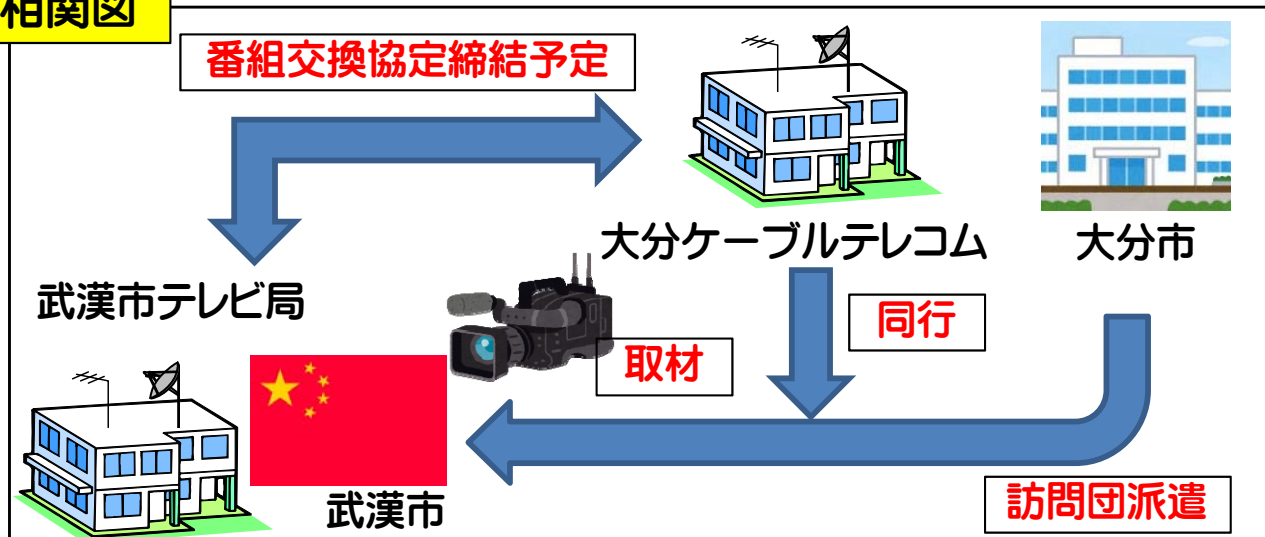 相関図
番組交換協定締結予定
大分ケーブルテレコム
大分市
武漢市テレビ局
同行
取材
武漢市
訪問団派遣